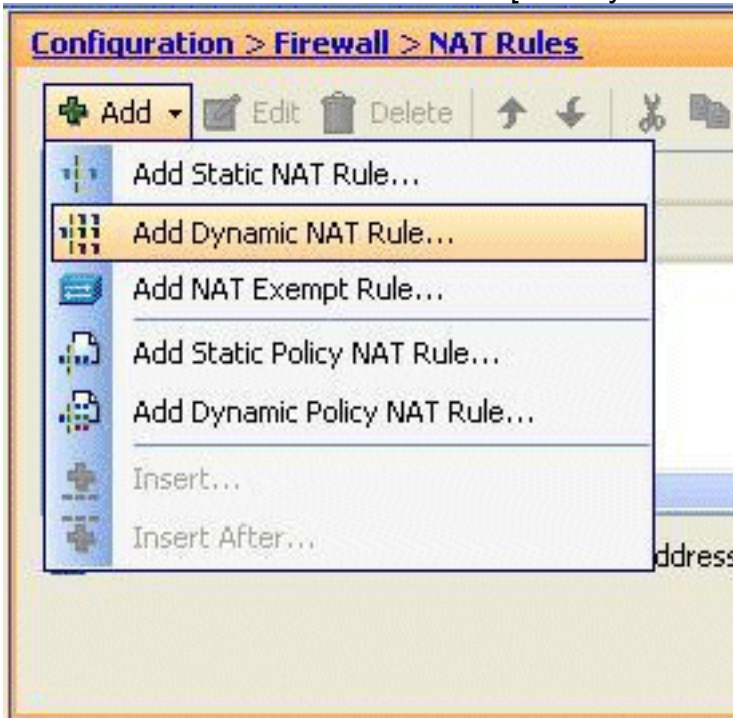 Configuration > Firewall > NAT Rules
Add Edit Delete
Add Static NAT Rule...
Add Dynamic NAT Rule...
Add NAT Exempt Rule...
Add Static Policy NAT Rule...
Add Dynamic Policy NAT Rule...
Insert...
Insert After...
ddress